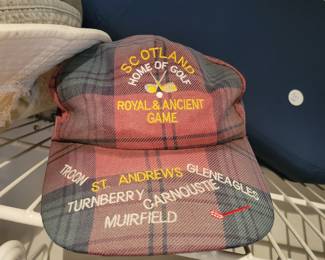 SCOTLAND
HOME OF GOLF
ROYAL & ANCIENT
GAME
TROON ST. ANDREWS GLENEAGLES
TURNBERRY CARNOUSTIE
MUIRFIELD